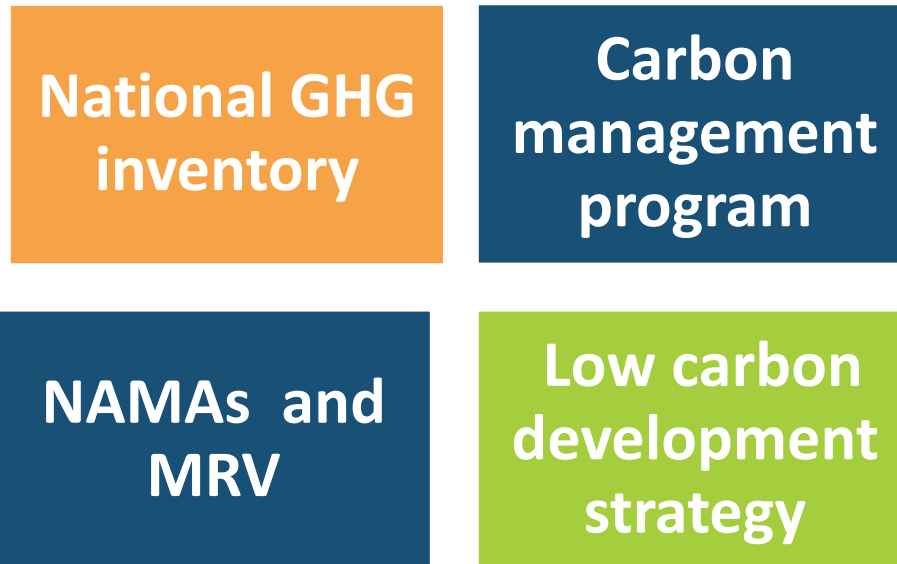 National GHG
inventory
Carbon
management
program
NAMAs and
MRV
Low carbon
development
strategy